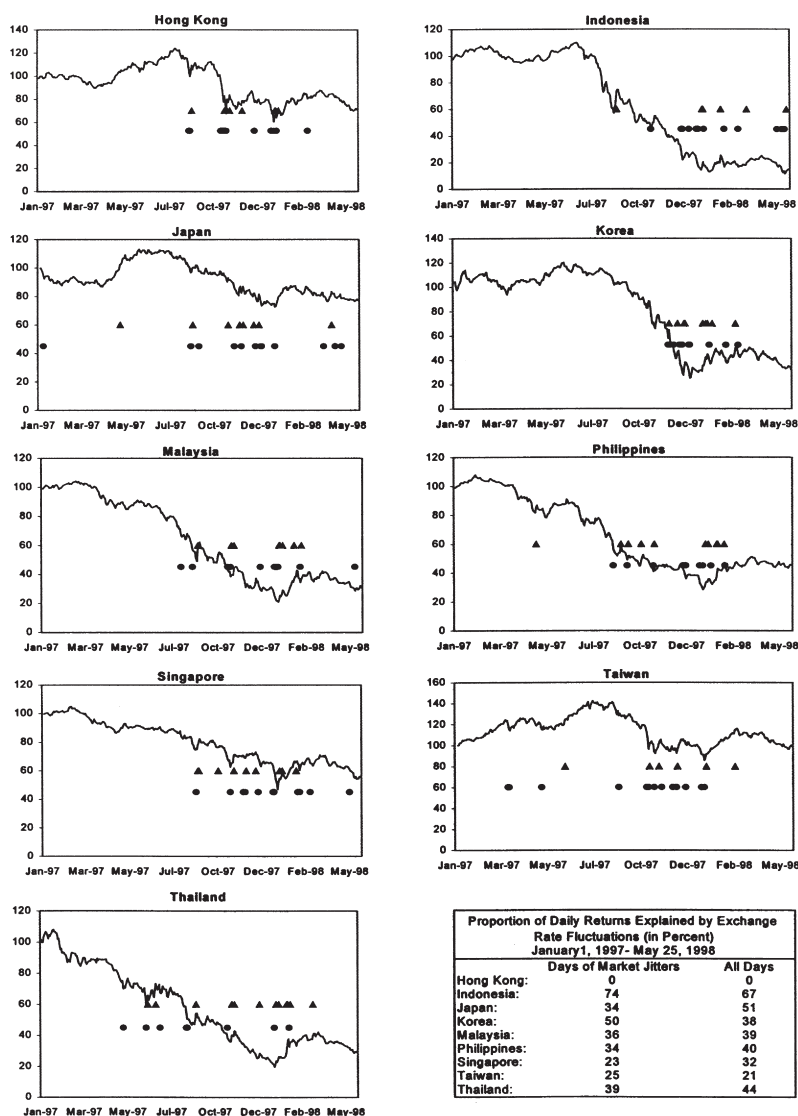 Hong Kong
140
120
100
80
60
40
20
0
Jan-97 Mar-97 May-97 Jul-97 Oct-97 Dec-97 Feb-98 May-98
Indonesia
120
100
80
60
40
20
0
Jan-97 Mar-97 May-97 Jul-97 Oct-97 Dec-97 Feb-98 May-98
Japan
120
100
80
60
40
20
0
Jan-97 Mar-97 May-97 Jul-97 Oct-97 Dec-97 Feb-98 May-98
Korea
140
120
100
80
60
40
20
0
Jan-97 Mar-97 May-97 Jul-97 Oct-97 Dec-97 Feb-98 May-98
Malaysia
120
100
80
60
40
20
0
Jan-97 Mar-97 May-97 Jul-97 Oct-97 Dec-97 Feb-98 May-98
Philippines
120
100
80
60
40
20
0
Jan-97 Mar-97 May-97 Jul-97 Oct-97 Dec-97 Feb-98 May-98
Singapore
120
100
80
60
40
20
0
Jan-97 Mar-97 May-97 Jul-97 Oct-97 Dec-97 Feb-98 May-98
Taiwan
160
140
120
100
80
60
40
20
0
Jan-97 Mar-97 May-97 Jul-97 Oct-97 Dec-97 Feb-98 May-98
Thailand
120
100
80
60
40
20
0
Jan-97 Mar-97 May-97 Jul-97 Oct-97 Dec-97 Feb-98 May-98
Proportion of Daily Returns Explained by Exchange
Rate Fluctuations (in Percent)
January1, 1997- May 25, 1998
Days of Market Jitters All Days
Hong Kong: 0 0
Indonesia: 74 67
Japan: 34 51
Korea: 50 38
Malaysia: 36 39
Philippines: 34 40
Singapore: 23 32
Taiwan: 25 21
Thailand: 39 44